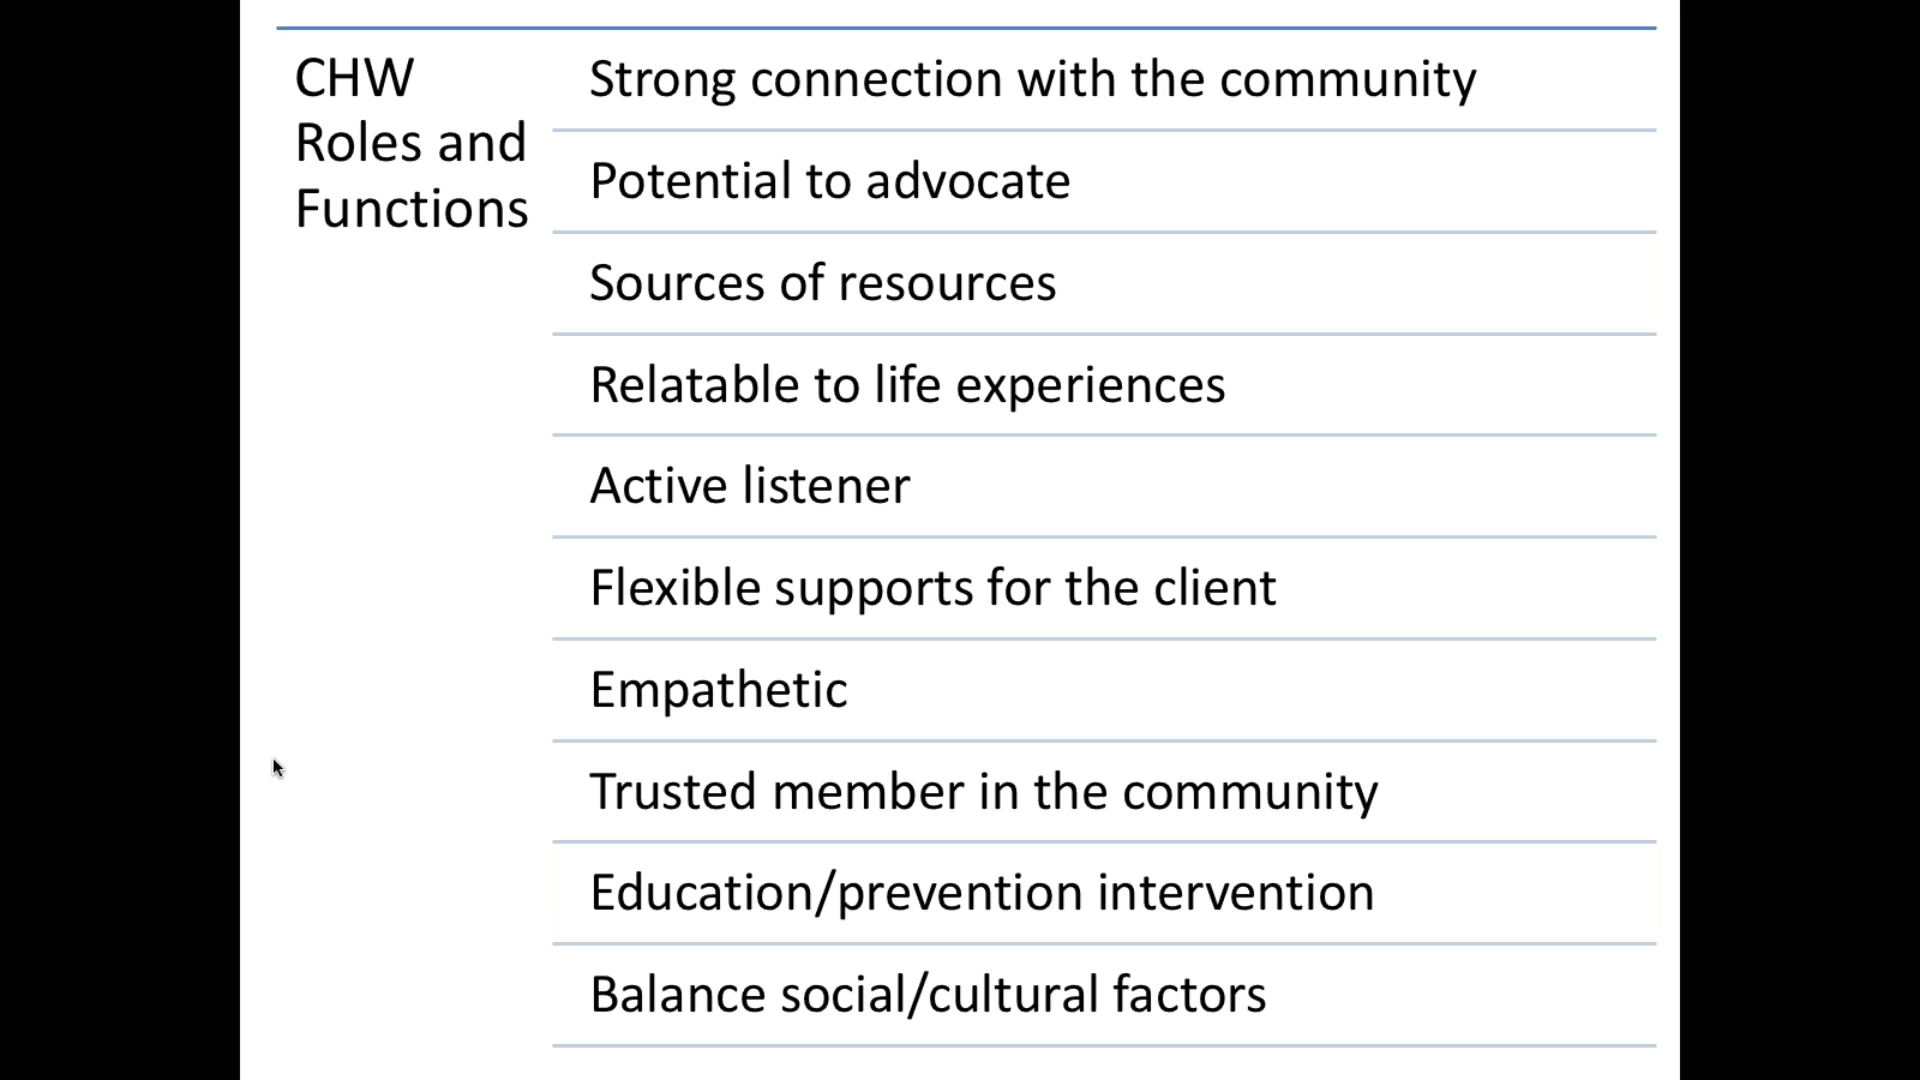 CHW
Roles and
Functions
Strong connection with the community
Potential to advocate
Sources of resources
Relatable to life experiences
Active listener
Flexible supports for the client
Empathetic
Trusted member in the community
Education/prevention intervention
Balance social/cultural factors